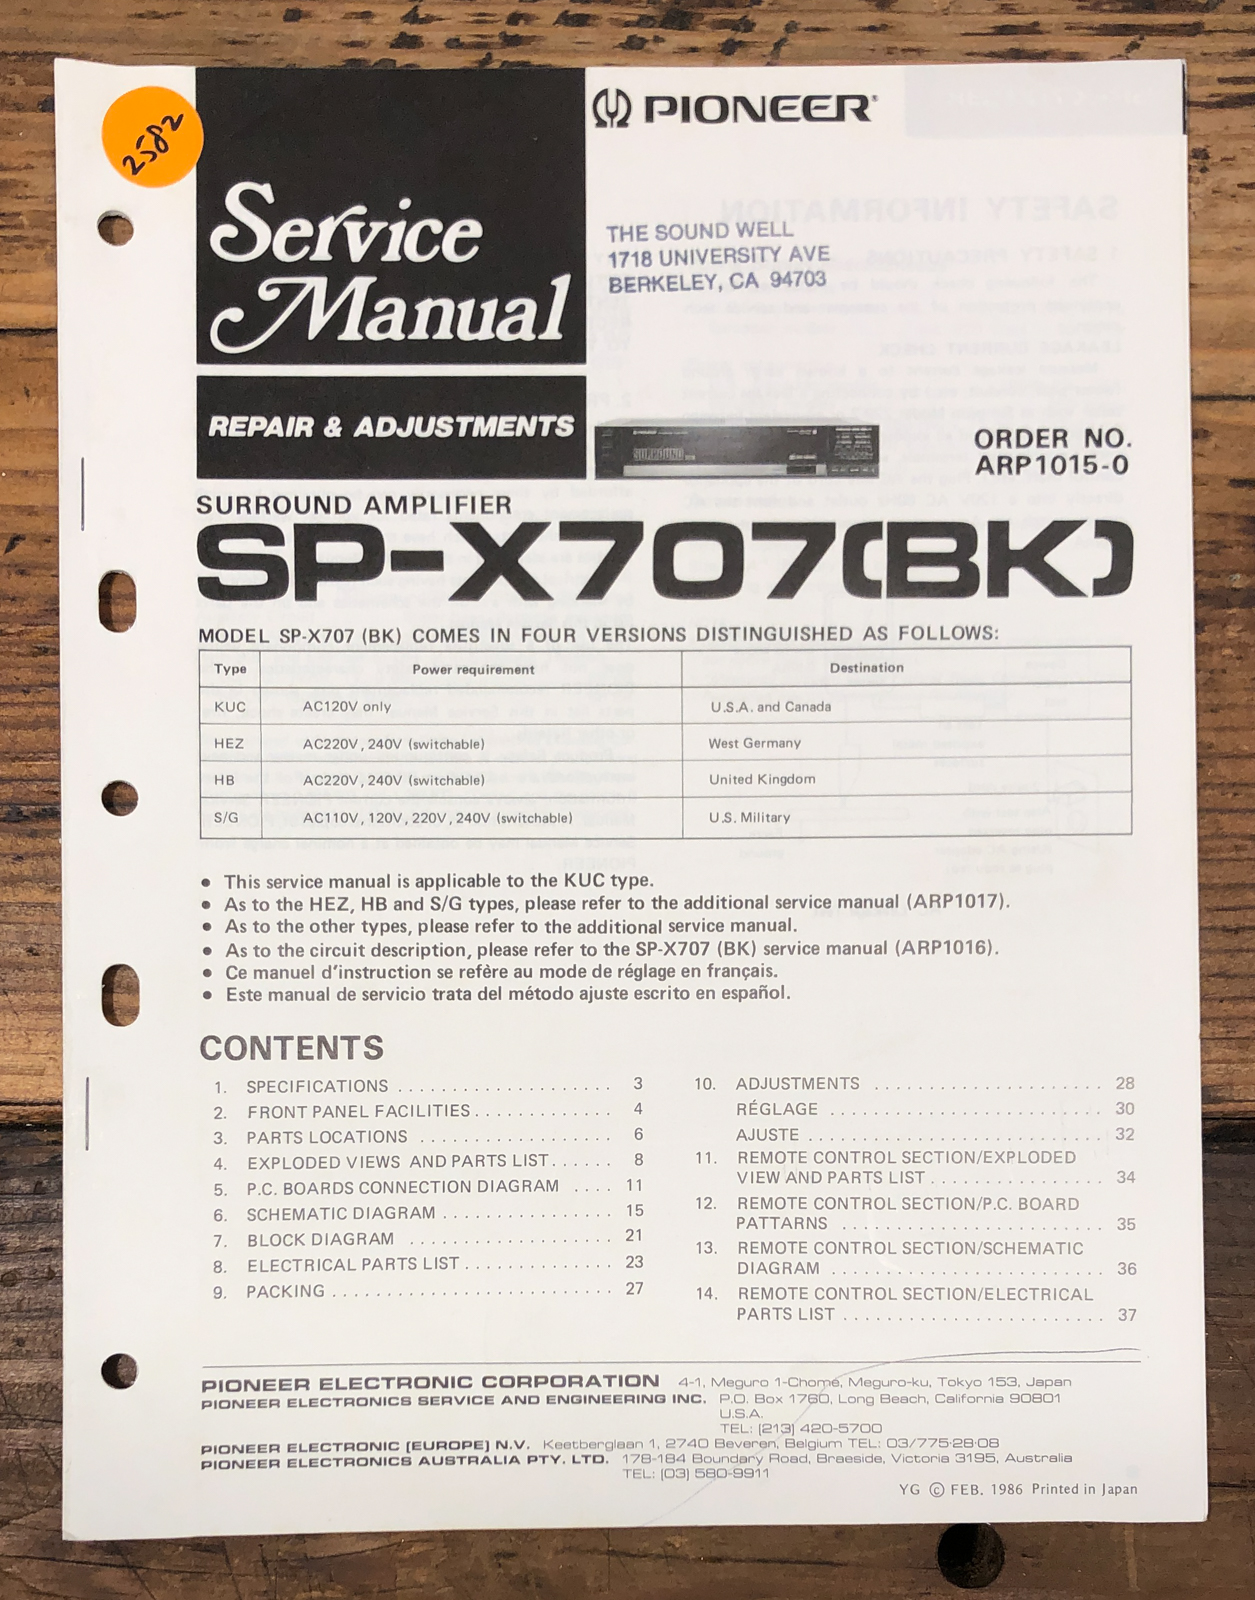 2582
PIONEER
Service
Manual
THE SOUND WELL
1718 UNIVERSITY AVE
BERKELEY, CA 94703
REPAIR & ADJUSTMENTS
SURROUND
ORDER NO.
ARP1015-0
SURROUND AMPLIFIER
SP-X707(BK)
MODEL SP-X707 (BK) COMES IN FOUR VERSIONS DISTINGUISHED AS FOLLOWS:
Type Power requirement Destination
KUC AC120V only U.S.A. and Canada
HEZ AC220V, 240V (switchable) West Germany
HB AC220V, 240V (switchable) United Kingdom
S/G AC110V, 120V, 220V, 240V (switchable) U.S. Military
• This service manual is applicable to the KUC type.
• As to the HEZ, HB and S/G types, please refer to the additional service manual (ARP1017).
• As to the other types, please refer to the additional service manual.
• As to the circuit description, please refer to the SP-X707 (BK) service manual (ARP1016).
• Ce manuel d'instruction se refère au mode de réglage en français.
• Este manual de servicio trata del método ajuste escrito en español.
CONTENTS
1. SPECIFICATIONS . . . . . . . . . . . . . . . . . . . . 3
2. FRONT PANEL FACILITIES . . . . . . . . . . . . . 4
3. PARTS LOCATIONS . . . . . . . . . . . . . . . . . . 6
4. EXPLODED VIEWS AND PARTS LIST . . . . . . 8
5. P.C. BOARDS CONNECTION DIAGRAM . . . . 11
6. SCHEMATIC DIAGRAM . . . . . . . . . . . . . . . . 15
7. BLOCK DIAGRAM . . . . . . . . . . . . . . . . . . . 21
8. ELECTRICAL PARTS LIST . . . . . . . . . . . . . . 23
9. PACKING . . . . . . . . . . . . . . . . . . . . . . . . . . 27
10. ADJUSTMENTS . . . . . . . . . . . . . . . . . . . . . . 28
RÉGLAGE . . . . . . . . . . . . . . . . . . . . . . . . . . 30
AJUSTE . . . . . . . . . . . . . . . . . . . . . . . . . . . . 32
11. REMOTE CONTROL SECTION/EXPLODED
VIEW AND PARTS LIST . . . . . . . . . . . . . . . . . 34
12. REMOTE CONTROL SECTION/P.C. BOARD
PATTARNS . . . . . . . . . . . . . . . . . . . . . . . . . 35
13. REMOTE CONTROL SECTION/SCHEMATIC
DIAGRAM . . . . . . . . . . . . . . . . . . . . . . . . . . 36
14. REMOTE CONTROL SECTION/ELECTRICAL
PARTS LIST . . . . . . . . . . . . . . . . . . . . . . . . . 37
PIONEER ELECTRONIC CORPORATION 4-1, Meguro 1-Chome, Meguro-ku, Tokyo 153, Japan
PIONEER ELECTRONICS SERVICE AND ENGINEERING INC. P.O. Box 1760, Long Beach, California 90801
U.S.A.
TEL: (213) 420-5700
PIONEER ELECTRONIC (EUROPE) N.V. Keetberglaan 1, 2740 Beveren, Belgium TEL: 03/775·28·08
PIONEER ELECTRONICS AUSTRALIA PTY. LTD. 178-184 Boundary Road, Braeside, Victoria 3195, Australia
TEL: (03) 580-9911
YG © FEB. 1986 Printed in Japan